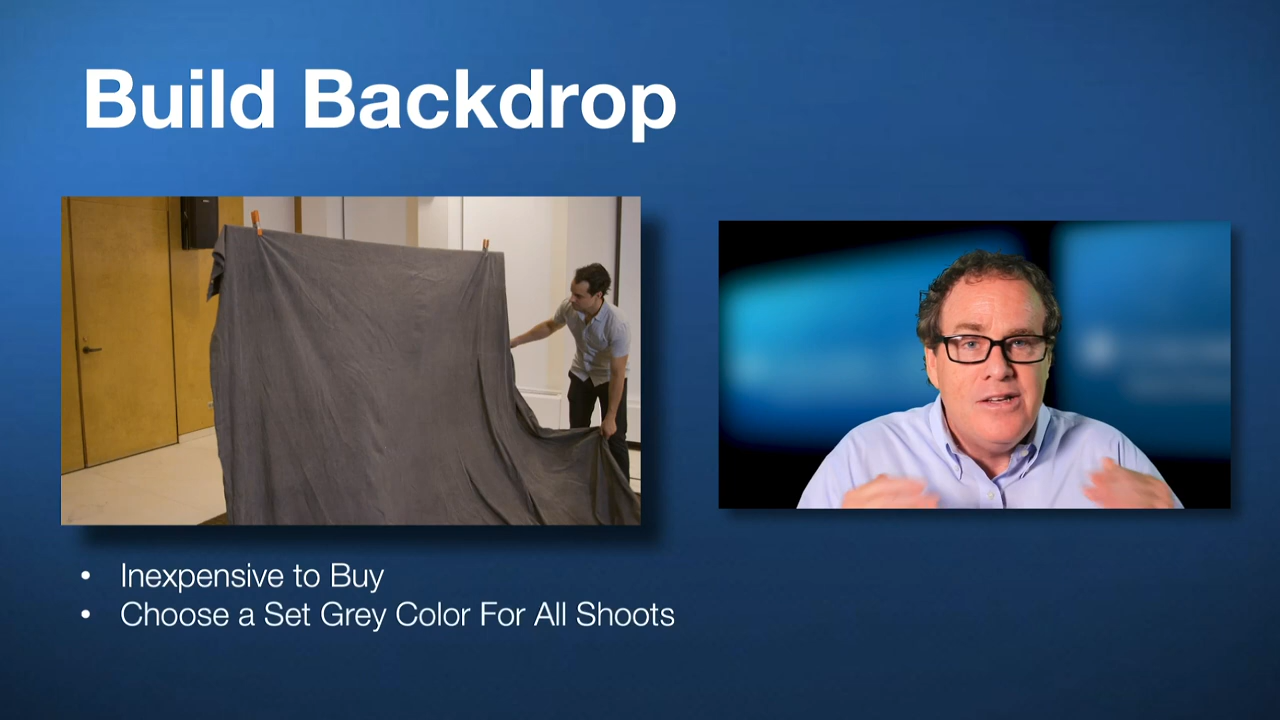 Build Backdrop
• Inexpensive to Buy
• Choose a Set Grey Color For All Shoots